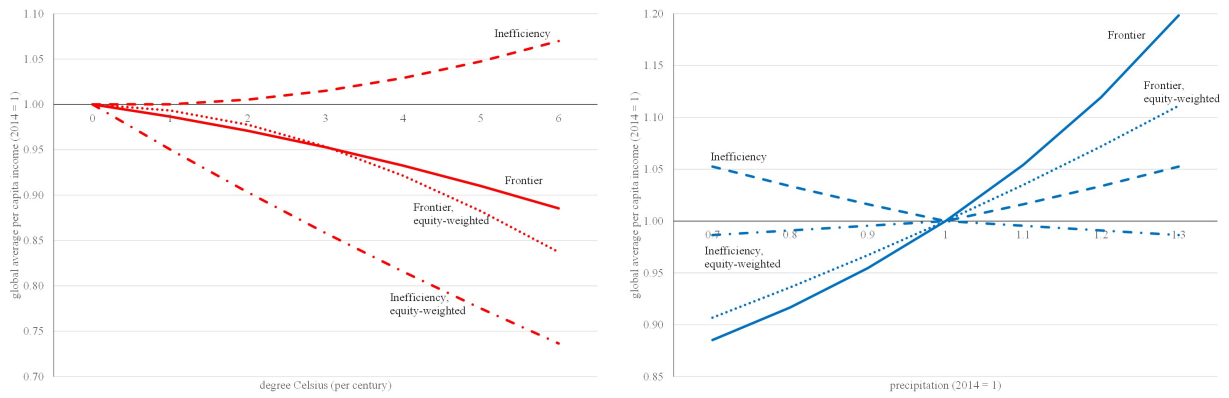 1.10
1.05
1.00
0.95
0.90
0.85
0.80
0.75
0.70
global average per capita income (2014 = 1)
0 1 2 3 4 5 6
degree Celsius (per century)
Inefficiency
Frontier
Frontier,
equity-weighted
Inefficiency,
equity-weighted
1.20
1.15
1.10
1.05
1.00
0.95
0.90
0.85
global average per capita income (2014 = 1)
0.7 0.8 0.9 1 1.1 1.2 1.3
precipitation (2014 = 1)
Frontier
Frontier,
equity-weighted
Inefficiency
Inefficiency,
equity-weighted